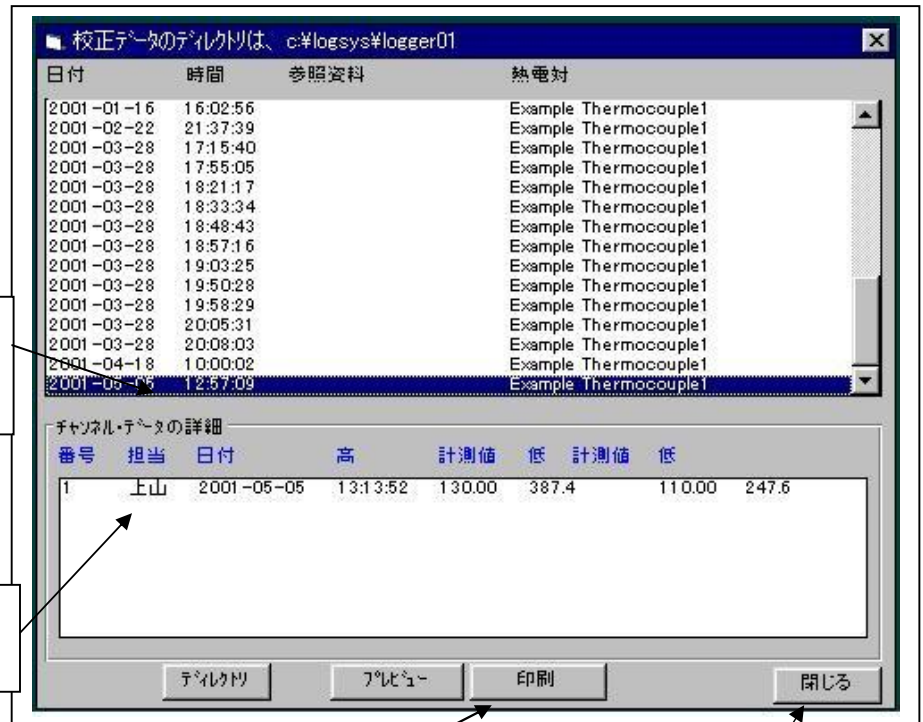 校正ﾃﾞｰﾀのﾃﾞｨﾚｸﾄﾘは、 c:¥logsys¥logger01
日付 時間 参照資料 熱電対
2001-01-16 16:02:56 Example Thermocouple1
2001-02-22 21:37:39 Example Thermocouple1
2001-03-28 17:15:40 Example Thermocouple1
2001-03-28 17:55:05 Example Thermocouple1
2001-03-28 18:21:17 Example Thermocouple1
2001-03-28 18:33:34 Example Thermocouple1
2001-03-28 18:48:43 Example Thermocouple1
2001-03-28 18:57:16 Example Thermocouple1
2001-03-28 19:03:25 Example Thermocouple1
2001-03-28 19:50:28 Example Thermocouple1
2001-03-28 19:58:29 Example Thermocouple1
2001-03-28 20:05:31 Example Thermocouple1
2001-03-28 20:08:03 Example Thermocouple1
2001-04-18 10:00:02 Example Thermocouple1
2001-05-05 12:57:09 Example Thermocouple1
ﾁｬﾝﾈﾙ・ﾃﾞｰﾀの詳細
番号 担当 日付 高 計測値 低 計測値 低
1 上山 2001-05-05 13:13:52 130.00 387.4 110.00 247.6
ﾃﾞｨﾚｸﾄﾘ ﾌﾟﾚﾋﾞｭｰ 印刷 閉じる